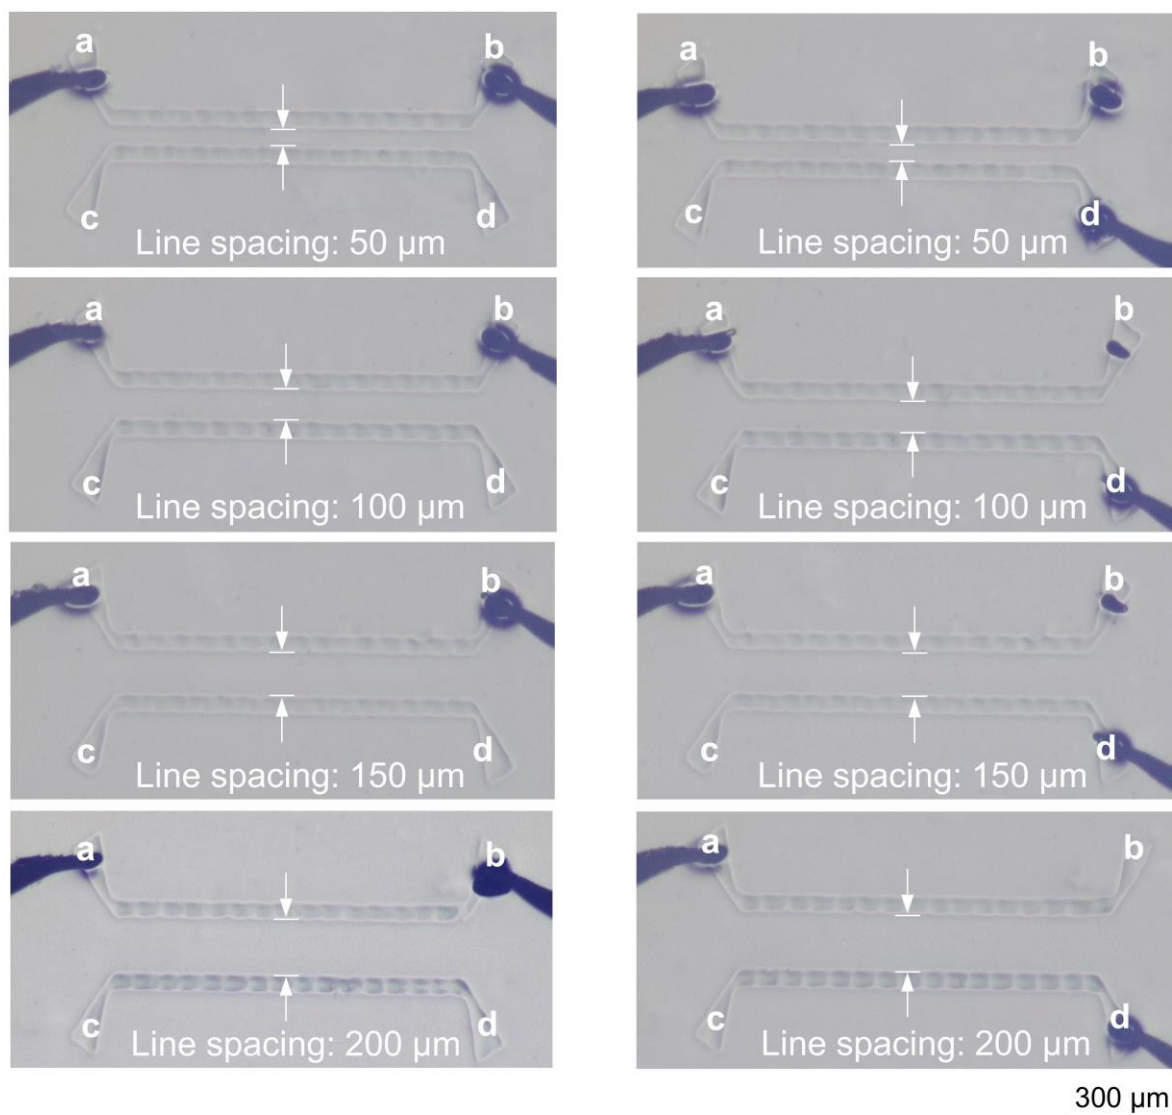 a b
c d
Line spacing: 50 µm
a b
c d
Line spacing: 50 µm
a b
c d
Line spacing: 100 µm
a b
c d
Line spacing: 100 µm
a b
c d
Line spacing: 150 µm
a b
c d
Line spacing: 150 µm
a b
c d
Line spacing: 200 µm
a b
c d
Line spacing: 200 µm
300 µm